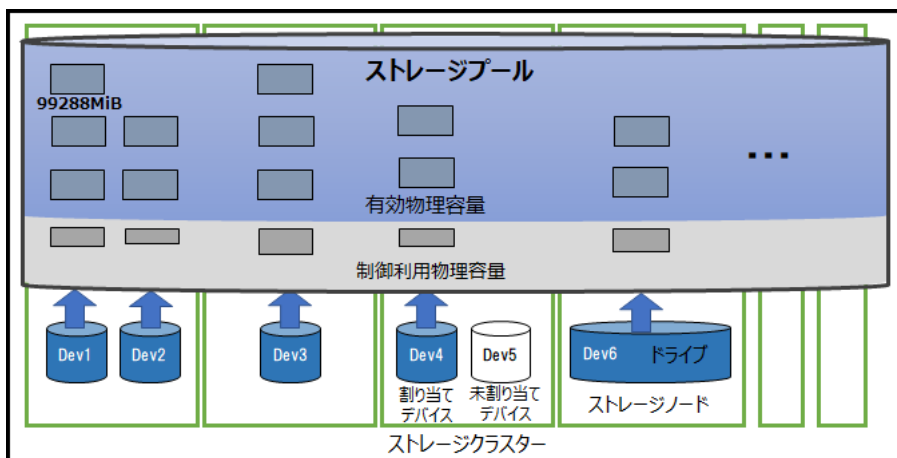 ストレージプール
99288MiB
...
有効物理容量
制御利用物理容量
Dev1
Dev2
Dev3
Dev4
Dev5
Dev6
ドライブ
割り当て
デバイス
未割り当て
デバイス
ストレージノード
ストレージクラスター